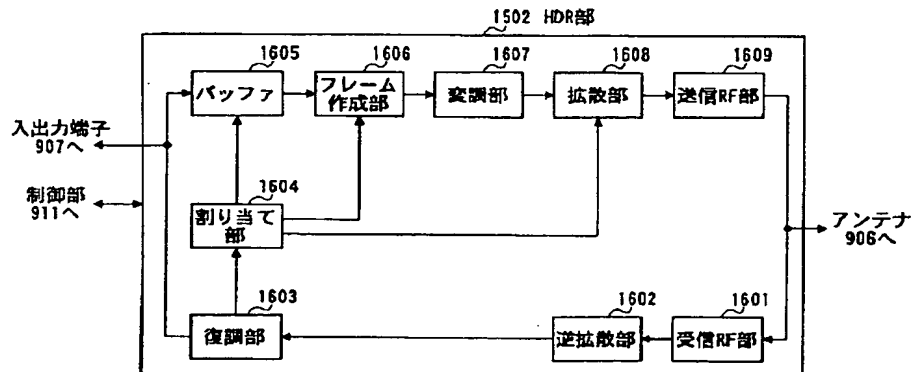 1502 HDR部
1605
バッファ
1606
フレーム
作成部
1607
変調部
1608
拡散部
1609
送信RF部
入出力端子
907へ
制御部
911へ
1604
割り当て
部
アンテナ
906へ
1603
復調部
1602
逆拡散部
1601
受信RF部